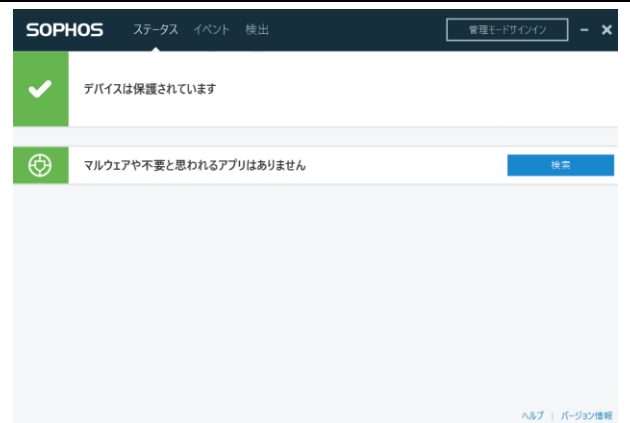 SOPHOS ステータス イベント 検出 管理モードサインイン
デバイスは保護されています
マルウェアや不要と思われるアプリはありません 検索
ヘルプ | バージョン情報